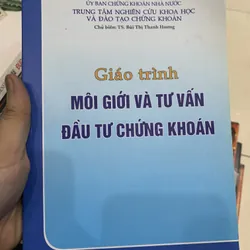 ỦY BAN CHỨNG KHOÁN NHÀ NƯỚC
TRUNG TÂM NGHIÊN CỨU KHOA HỌC
VÀ ĐÀO TẠO CHỨNG KHOÁN
Chủ biên: TS. Bùi Thị Thanh Hương
Giáo trình
MÔI GIỚI VÀ TƯ VẤN
ĐẦU TƯ CHỨNG KHOÁN